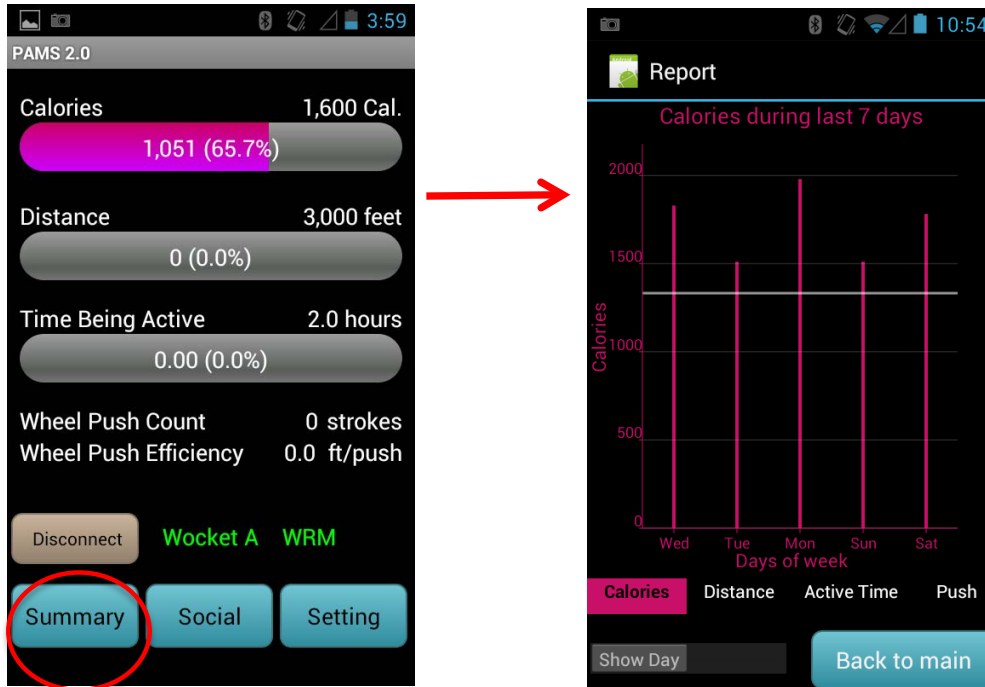 3:59
PAMS 2.0
Calories 1,600 Cal.
1,051 (65.7%)
Distance 3,000 feet
0 (0.0%)
Time Being Active 2.0 hours
0.00 (0.0%)
Wheel Push Count 0 strokes
Wheel Push Efficiency 0.0 ft/push
Disconnect Wocket A WRM
Summary Social Setting
10:54
Report
Calories during last 7 days
2000
1500
1000
500
0
Calories
Wed Tue Mon Sun Sat
Days of week
Calories Distance Active Time Push
Show Day Back to main